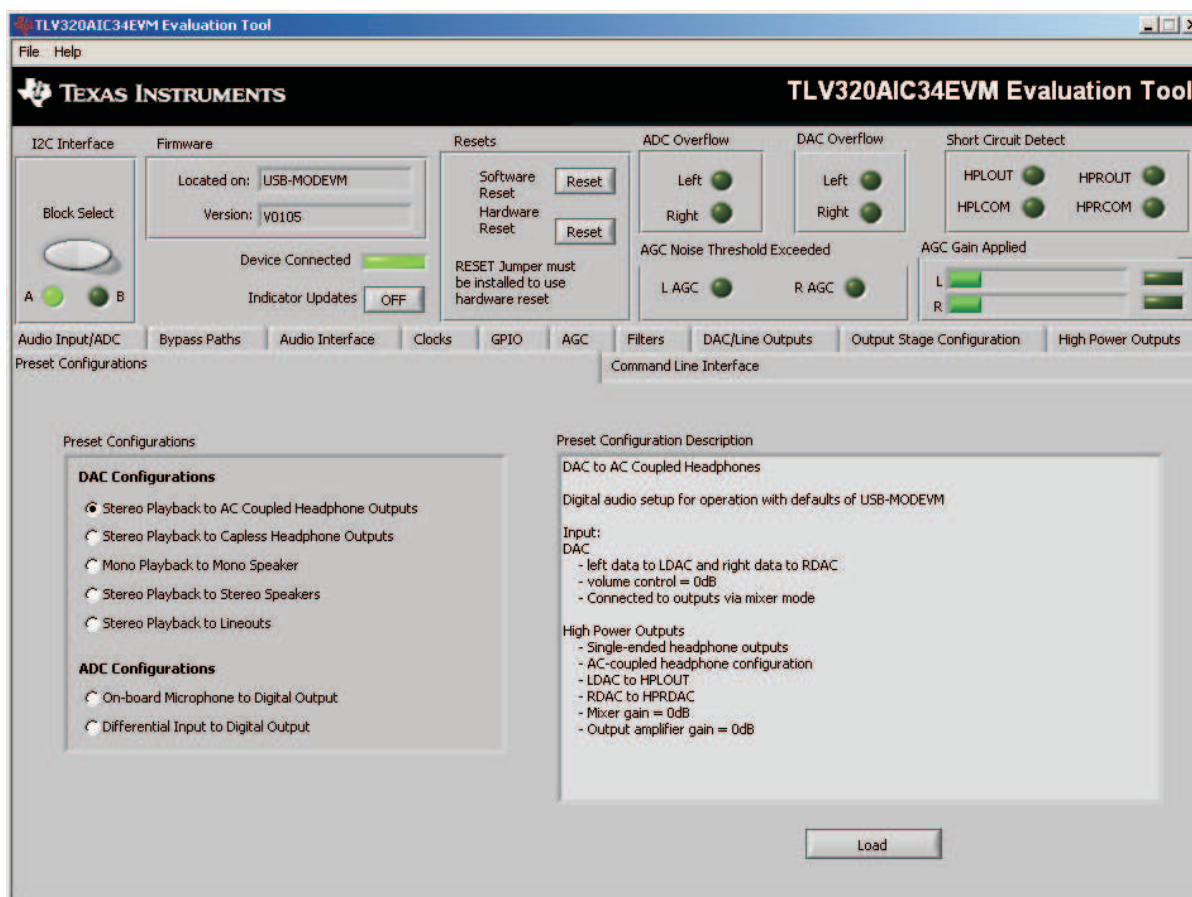 TLV320AIC34EVM Evaluation Tool
File Help
TEXAS INSTRUMENTS
TLV320AIC34EVM Evaluation Tool
I2C Interface
Block Select
A B
Firmware
Located on: USB-MODEVM
Version: V0105
Device Connected
Indicator Updates OFF
Resets
Software Reset Reset
Hardware Reset Reset
RESET Jumper must
be installed to use
hardware reset
ADC Overflow
Left
Right
DAC Overflow
Left
Right
Short Circuit Detect
HPLOUT HPROUT
HPLCOM HPRCOM
AGC Noise Threshold Exceeded
L AGC R AGC
AGC Gain Applied
L
R
Audio Input/ADC Bypass Paths Audio Interface Clocks GPIO AGC Filters DAC/Line Outputs Output Stage Configuration High Power Outputs
Preset Configurations Command Line Interface
Preset Configurations
DAC Configurations
Stereo Playback to AC Coupled Headphone Outputs
Stereo Playback to Capless Headphone Outputs
Mono Playback to Mono Speaker
Stereo Playback to Stereo Speakers
Stereo Playback to Lineouts
ADC Configurations
On-board Microphone to Digital Output
Differential Input to Digital Output
Preset Configuration Description
DAC to AC Coupled Headphones
Digital audio setup for operation with defaults of USB-MODEVM
Input:
DAC
- left data to LDAC and right data to RDAC
- volume control = 0dB
- Connected to outputs via mixer mode
High Power Outputs
- Single-ended headphone outputs
- AC-coupled headphone configuration
- LDAC to HPLOUT
- RDAC to HPRDAC
- Mixer gain = 0dB
- Output amplifier gain = 0dB
Load